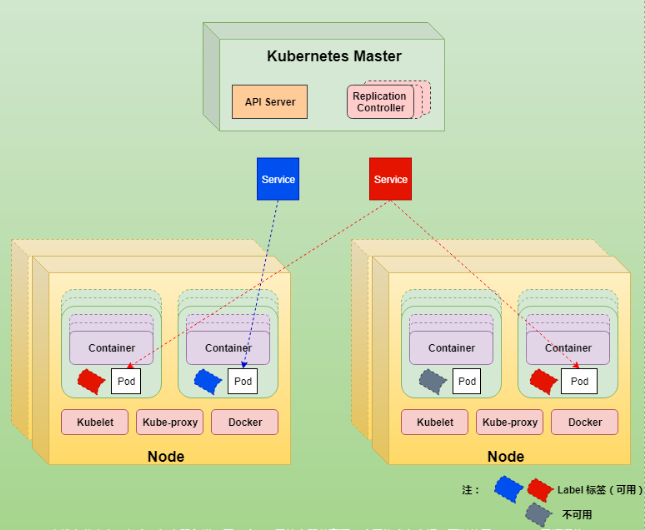 Kubernetes Master
API Server
Replication
Controller
Service
Service
Container
Container
Pod
Pod
Kubelet
Kube-proxy
Docker
Node
Container
Container
Pod
Pod
Kubelet
Kube-proxy
Docker
Node
注：
Label 标签（可用）
不可用